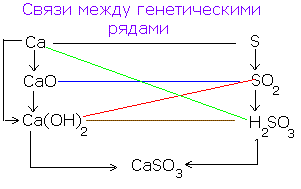 Связи между генетическими
рядами
Ca S
CaO SO₂
Ca(OH)₂ H₂SO₃
CaSO₃